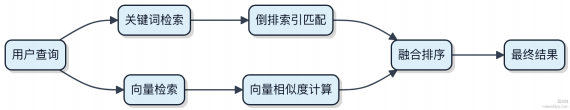 用户查询
关键词检索
倒排索引匹配
向量检索
向量相似度计算
融合排序
最终结果